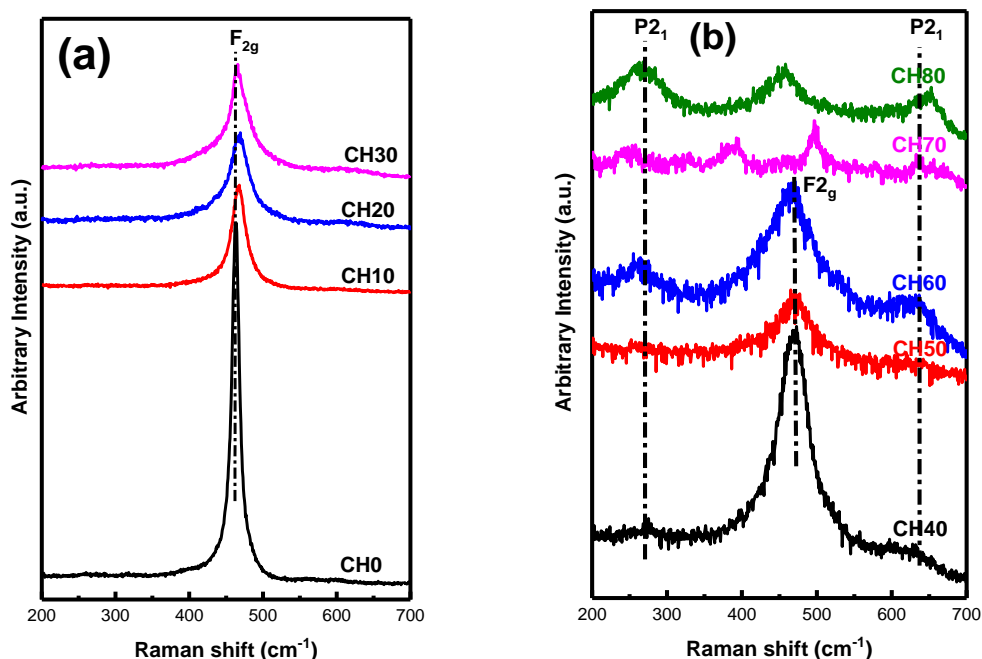 (a)
F2g
CH30
CH20
CH10
CH0
Arbitrary Intensity (a.u.)
200 300 400 500 600 700
Raman shift (cm-1)
P21 P21
(b)
CH80
CH70
F2g
CH60
CH50
CH40
Arbitrary Intensity (a.u.)
200 300 400 500 600 700
Raman shift (cm-1)